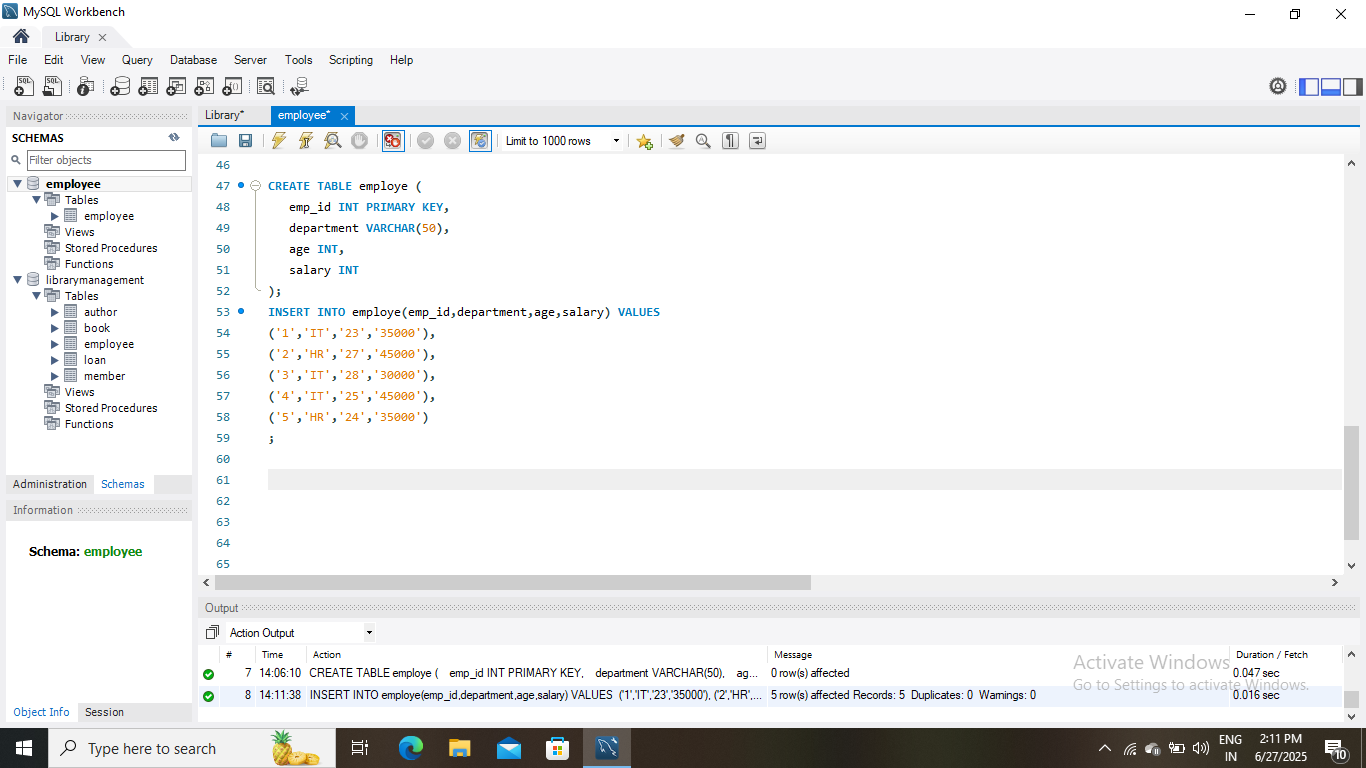 MySQL Workbench
Library
File Edit View Query Database Server Tools Scripting Help
Navigator
SCHEMAS
Filter objects
employee
Tables
employee
Views
Stored Procedures
Functions
librarymanagement
Tables
author
book
employee
loan
member
Views
Stored Procedures
Functions
Administration Schemas
Information
Schema: employee
Object Info Session
Library* employee*
Limit to 1000 rows
46
47 CREATE TABLE employe (
48 emp_id INT PRIMARY KEY,
49 department VARCHAR(50),
50 age INT,
51 salary INT
52 );
53 INSERT INTO employe(emp_id,department,age,salary) VALUES
54 ('1','IT','23','35000'),
55 ('2','HR','27','45000'),
56 ('3','IT','28','30000'),
57 ('4','IT','25','45000'),
58 ('5','HR','24','35000')
59 ;
60
61
62
63
64
65
Output
Action Output
# Time Action Message Duration / Fetch
7 14:06:10 CREATE TABLE employe ( emp_id INT PRIMARY KEY, department VARCHAR(50), ag... 0 row(s) affected 0.047 sec
8 14:11:38 INSERT INTO employe(emp_id,department,age,salary) VALUES ('1','IT','23','35000'), ('2','HR',... 5 row(s) affected Records: 5 Duplicates: 0 Warnings: 0 0.016 sec
Activate Windows
Go to Settings to activate Windows.
Type here to search
ENG
IN
2:11 PM
6/27/2025
10